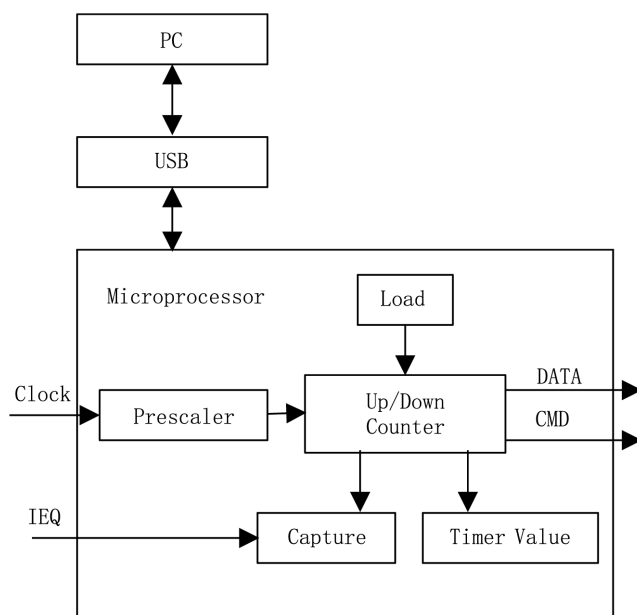 PC
USB
Microprocessor
Load
Clock
Prescaler
Up/Down
Counter
DATA
CMD
IEQ
Capture
Timer Value